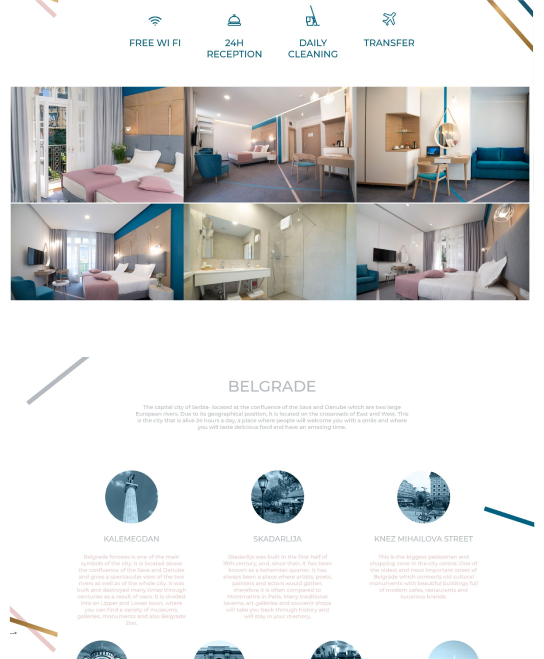 FREE WI FI
24H
RECEPTION
DAILY
CLEANING
TRANSFER
BELGRADE
The capital city of Serbia- located at the confluence of the Sava and Danube which are two large
European rivers. Due to its geographical position, it is located on the crossroads of East and West. This
is the city that is alive 24 hours a day, a place where people will welcome you with a smile and where
you will taste delicious food and have an amazing time.
KALEMEGDAN
Belgrade fortress is one of the main
symbols of the city. It is located above
the confluence of the Sava and Danube
and gives a spectacular view of the two
rivers as well as of the whole city. It was
built and destroyed many times through
centuries as a result of wars. It is divided
into an Upper and Lower town, where
you can find a variety of museums,
galleries, monuments and also Belgrade
Zoo.
SKADARLIJA
Skadarlija was built in the first half of
19th century, and, since then, it has been
known as a bohemian quarter. It has
always been a place where artists, poets,
painters and actors would gather,
therefore it is often compared to
Montmartre in Paris. Many traditional
taverns, art galleries and souvenir shops
will take you back through history and
will stay in your memory.
KNEZ MIHAILOVA STREET
This is the biggest pedestrian and
shopping zone in the city centre. One of
the oldest and most important street of
Belgrade which connects old cultural
monuments with beautiful buildings full
of modern cafes, restaurants and
luxurious brands.